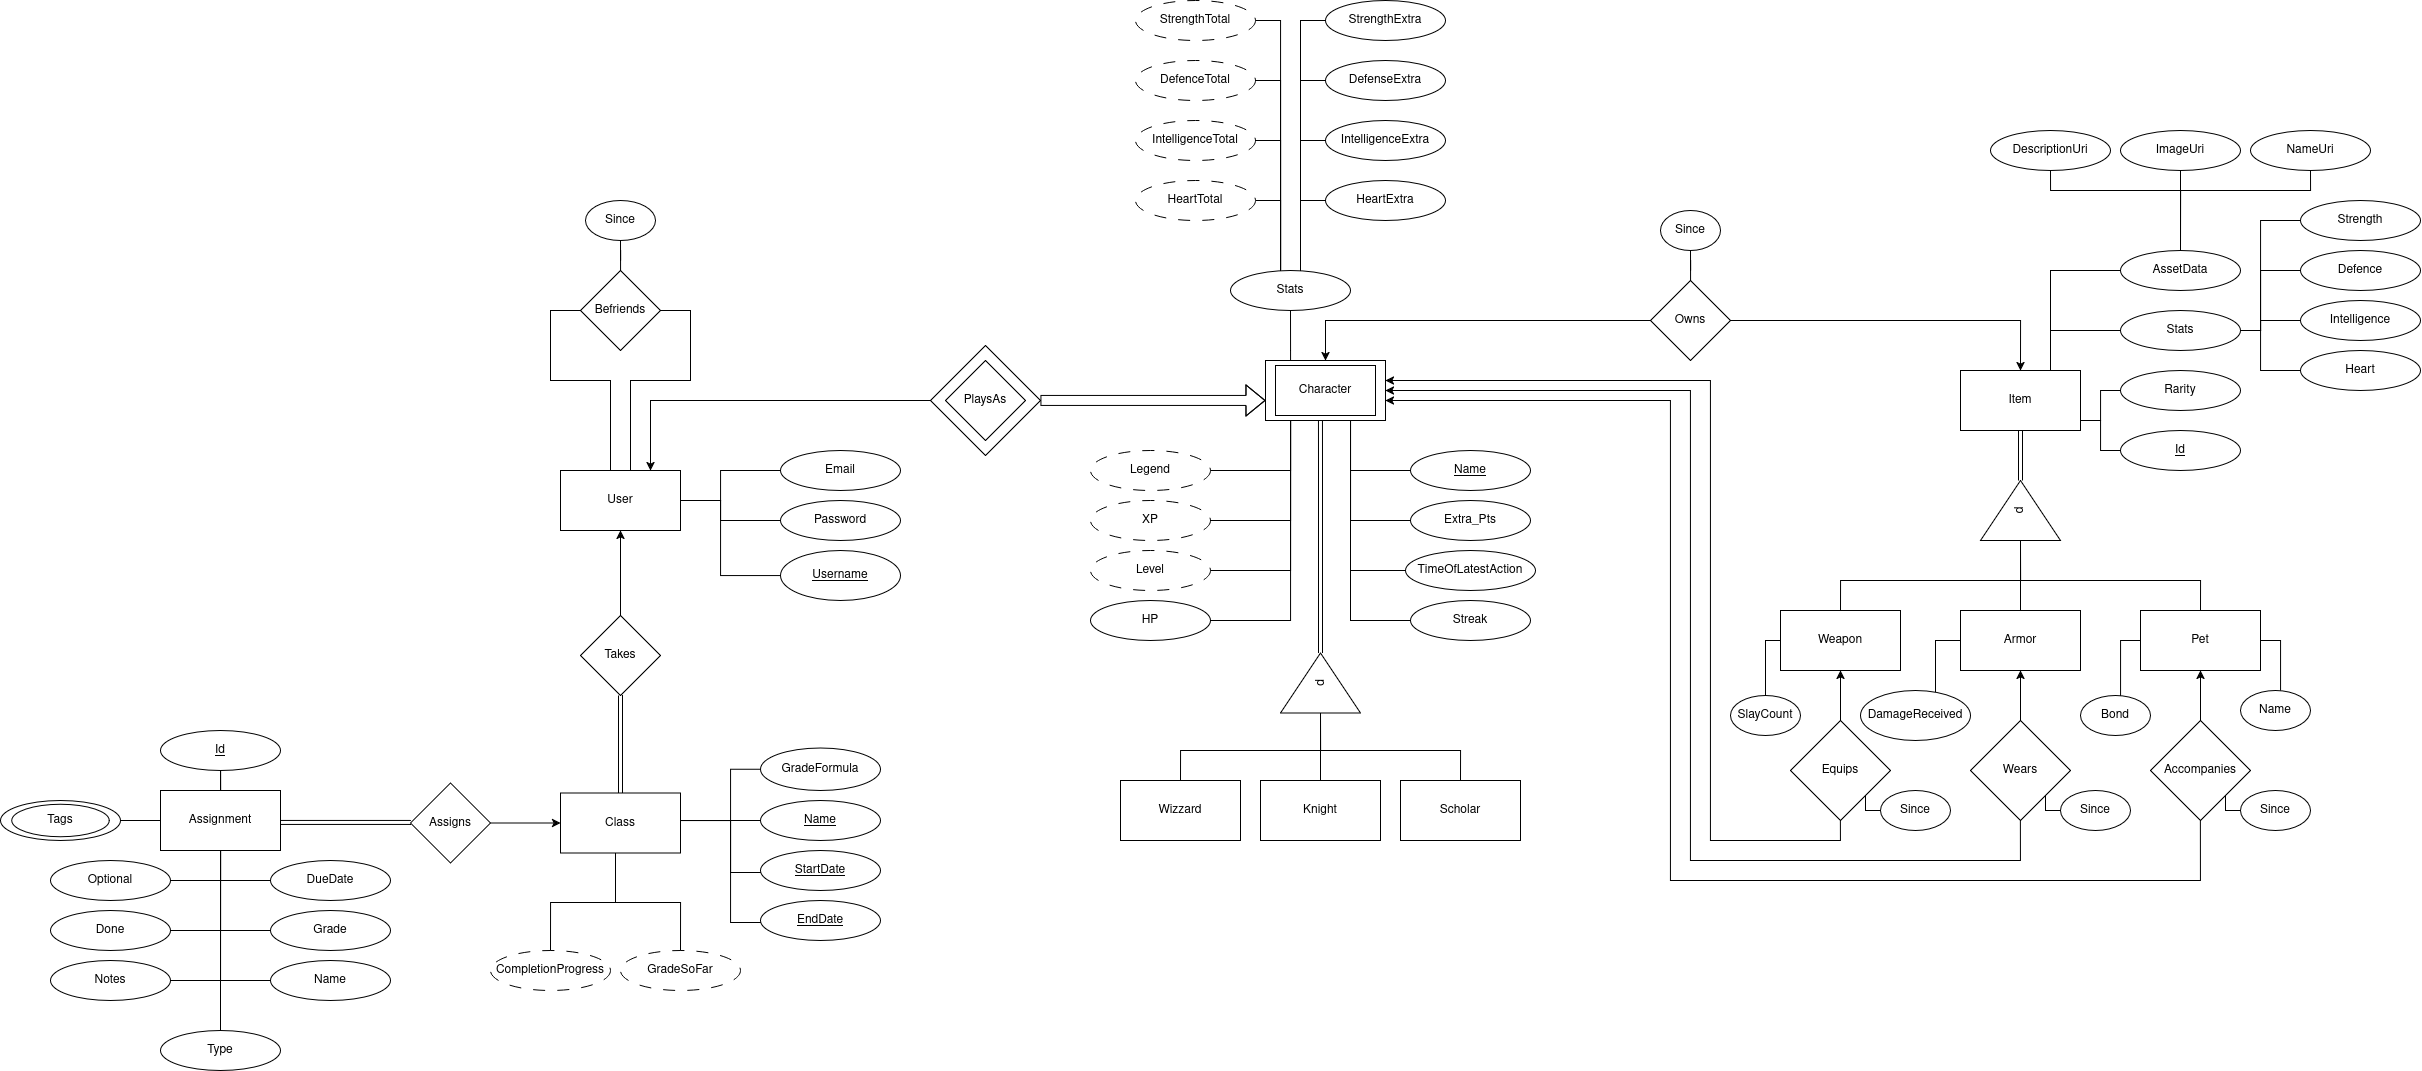 StrengthTotal
StrengthExtra
DefenceTotal
DefenseExtra
IntelligenceTotal
IntelligenceExtra
HeartTotal
HeartExtra
Stats
DescriptionUri
ImageUri
NameUri
Since
Since
Strength
AssetData
Defence
Befriends
Owns
Stats
Intelligence
Heart
PlaysAs
Character
Item
Rarity
Id
User
Email
Password
Username
Legend
Name
XP
Extra_Pts
Level
TimeOfLatestAction
HP
Streak
d
d
Takes
Weapon
Armor
Pet
SlayCount
DamageReceived
Bond
Name
Equips
Wears
Accompanies
Since
Since
Since
Wizzard
Knight
Scholar
Id
Tags
Assignment
Assigns
Class
GradeFormula
Name
StartDate
EndDate
Optional
DueDate
Done
Grade
Notes
Name
CompletionProgress
GradeSoFar
Type